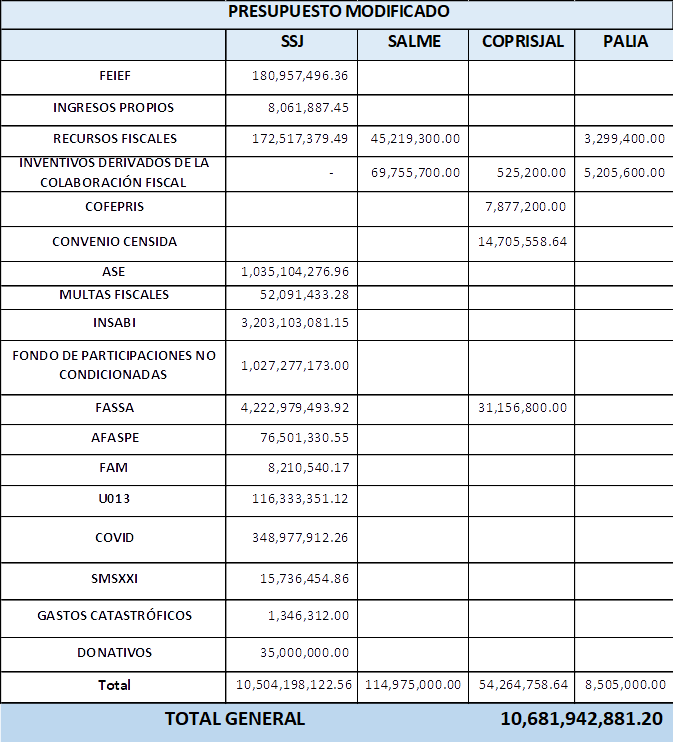 PRESUPUESTO MODIFICADO
SSJ SALME COPRISJAL PALIA
FEIEF 180,957,496.36
INGRESOS PROPIOS 8,061,887.45
RECURSOS FISCALES 172,517,379.49 45,219,300.00 3,299,400.00
INVENTIVOS DERIVADOS DE LA
COLABORACIÓN FISCAL - 69,755,700.00 525,200.00 5,205,600.00
COFEPRIS 7,877,200.00
CONVENIO CENSIDA 14,705,558.64
ASE 1,035,104,276.96
MULTAS FISCALES 52,091,433.28
INSABI 3,203,103,081.15
FONDO DE PARTICIPACIONES NO
CONDICIONADAS 1,027,277,173.00
FASSA 4,222,979,493.92 31,156,800.00
AFASPE 76,501,330.55
FAM 8,210,540.17
U013 116,333,351.12
COVID 348,977,912.26
SMSXXI 15,736,454.86
GASTOS CATASTRÓFICOS 1,346,312.00
DONATIVOS 35,000,000.00
Total 10,504,198,122.56 114,975,000.00 54,264,758.64 8,505,000.00
TOTAL GENERAL 10,681,942,881.20